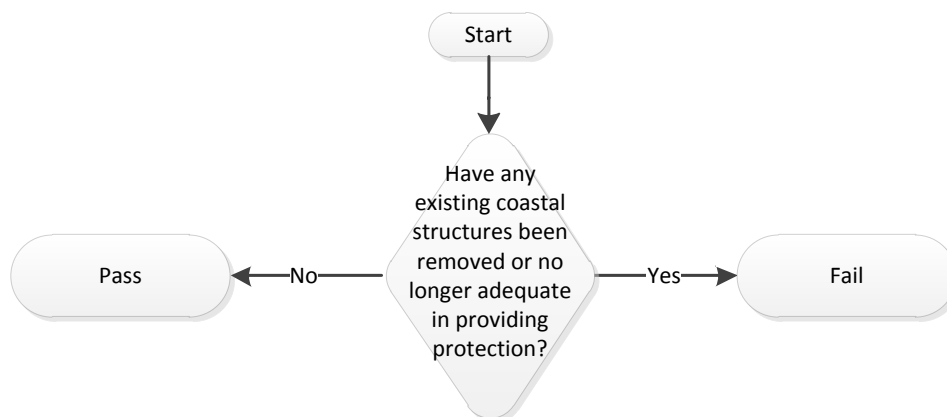 Start
Have any
existing coastal
structures been
removed or no
longer adequate
in providing
protection?
Pass
No
Yes
Fail